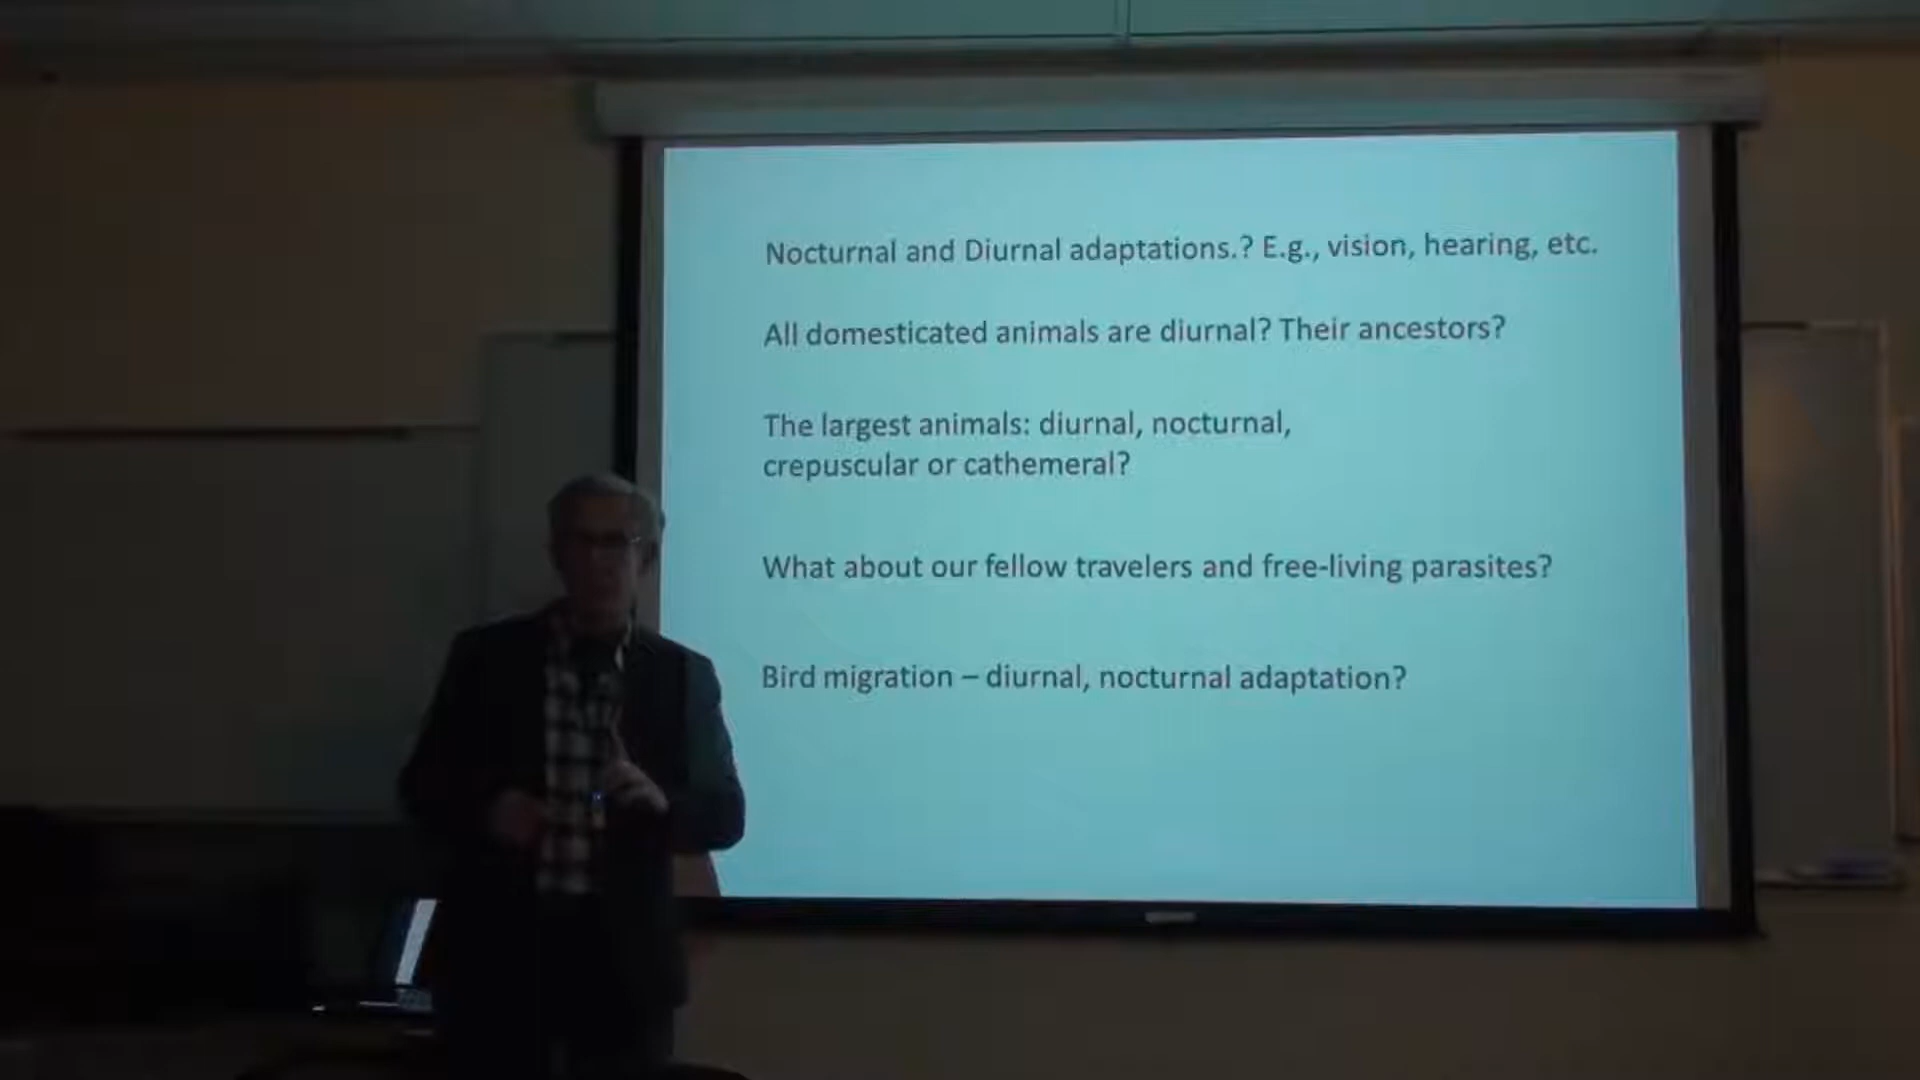 Nocturnal and Diurnal adaptations.? E.g., vision, hearing, etc.
All domesticated animals are diurnal? Their ancestors?
The largest animals: diurnal, nocturnal,
crepuscular or cathemeral?
What about our fellow travelers and free-living parasites?
Bird migration – diurnal, nocturnal adaptation?